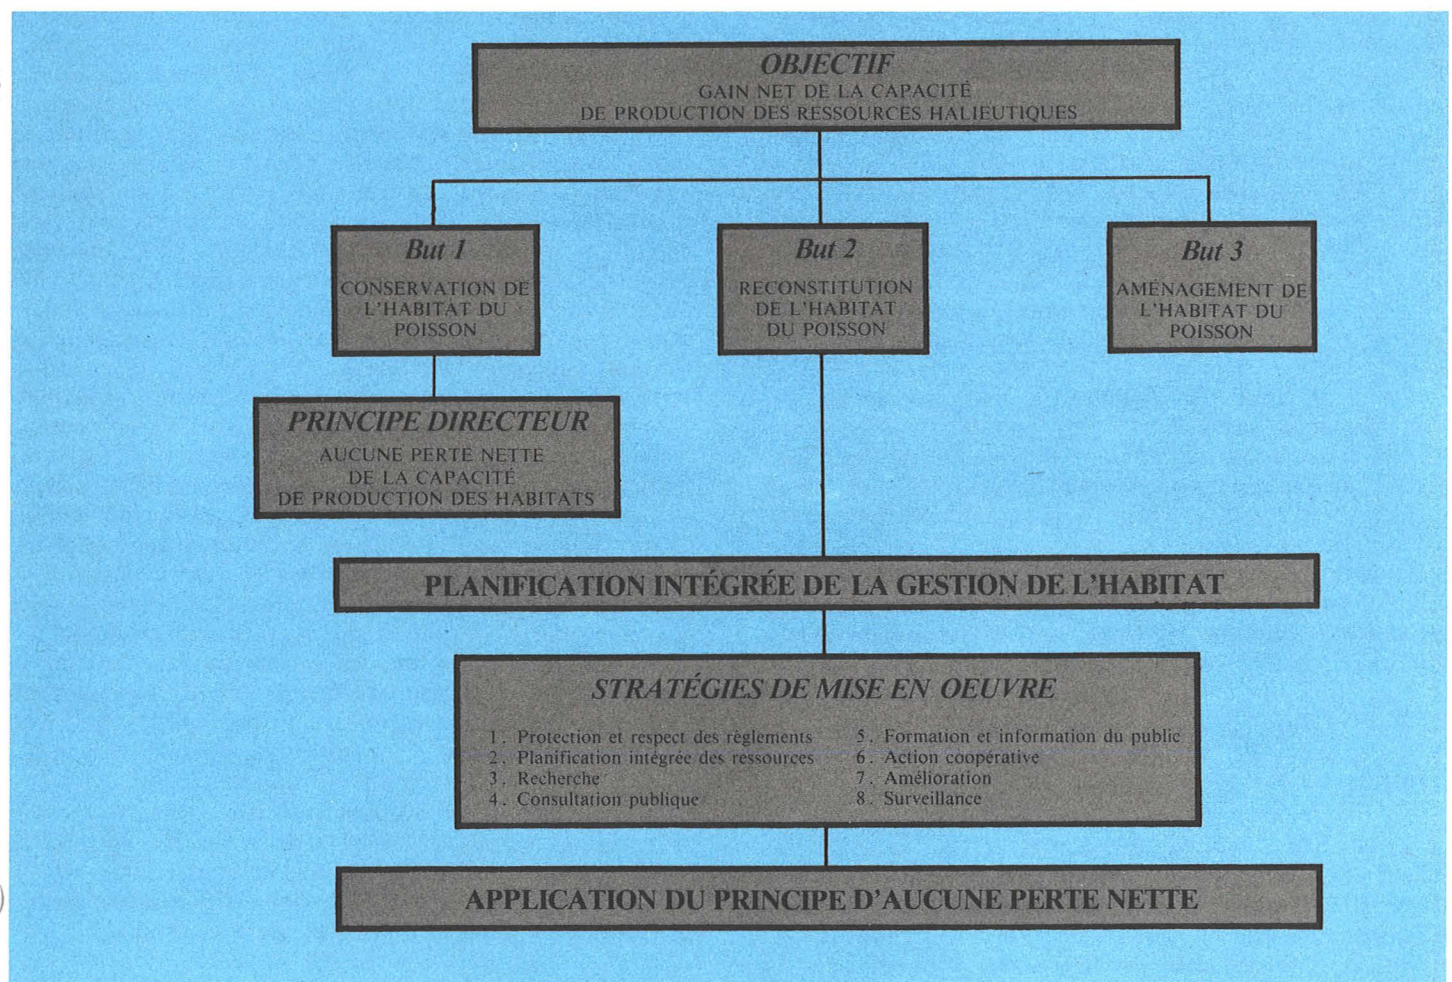 OBJECTIF
GAIN NET DE LA CAPACITÉ
DE PRODUCTION DES RESSOURCES HALIEUTIQUES
But 1
CONSERVATION DE
L'HABITAT DU
POISSON
But 2
RECONSTITUTION
DE L'HABITAT
DU POISSON
But 3
AMÉNAGEMENT DE
L'HABITAT DU
POISSON
PRINCIPE DIRECTEUR
AUCUNE PERTE NETTE
DE LA CAPACITÉ
DE PRODUCTION DES HABITATS
PLANIFICATION INTÉGRÉE DE LA GESTION DE L'HABITAT
STRATÉGIES DE MISE EN OEUVRE
1. Protection et respect des règlements
2. Planification intégrée des ressources
3. Recherche
4. Consultation publique
5. Formation et information du public
6. Action coopérative
7. Amélioration
8. Surveillance
APPLICATION DU PRINCIPE D'AUCUNE PERTE NETTE